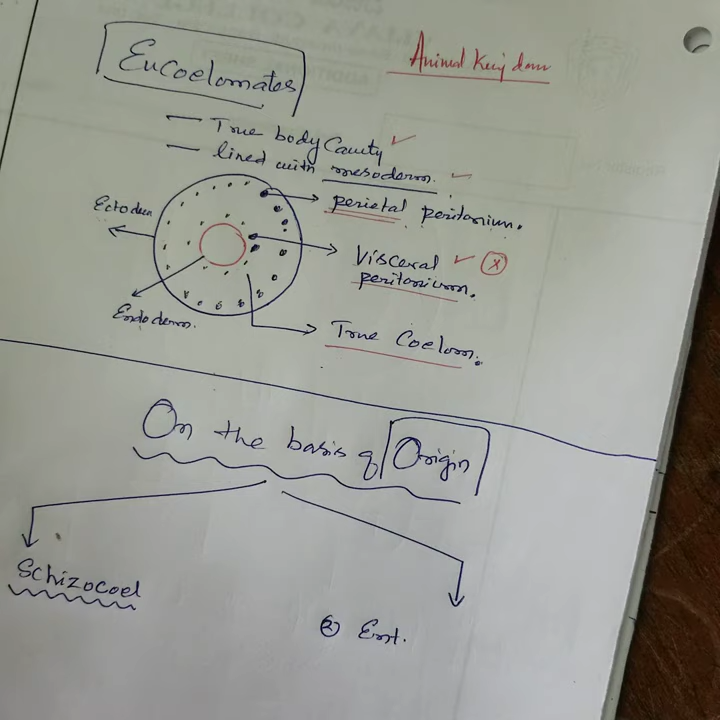 Animal Kingdom
Eucoelomates
— True body Cavity
— lined with mesoderm.
Ectoderm
perietal peritonium.
Visceral
peritonium.
Endoderm.
True Coelom.
On the basis of Origin
Schizocoel
② Ent.